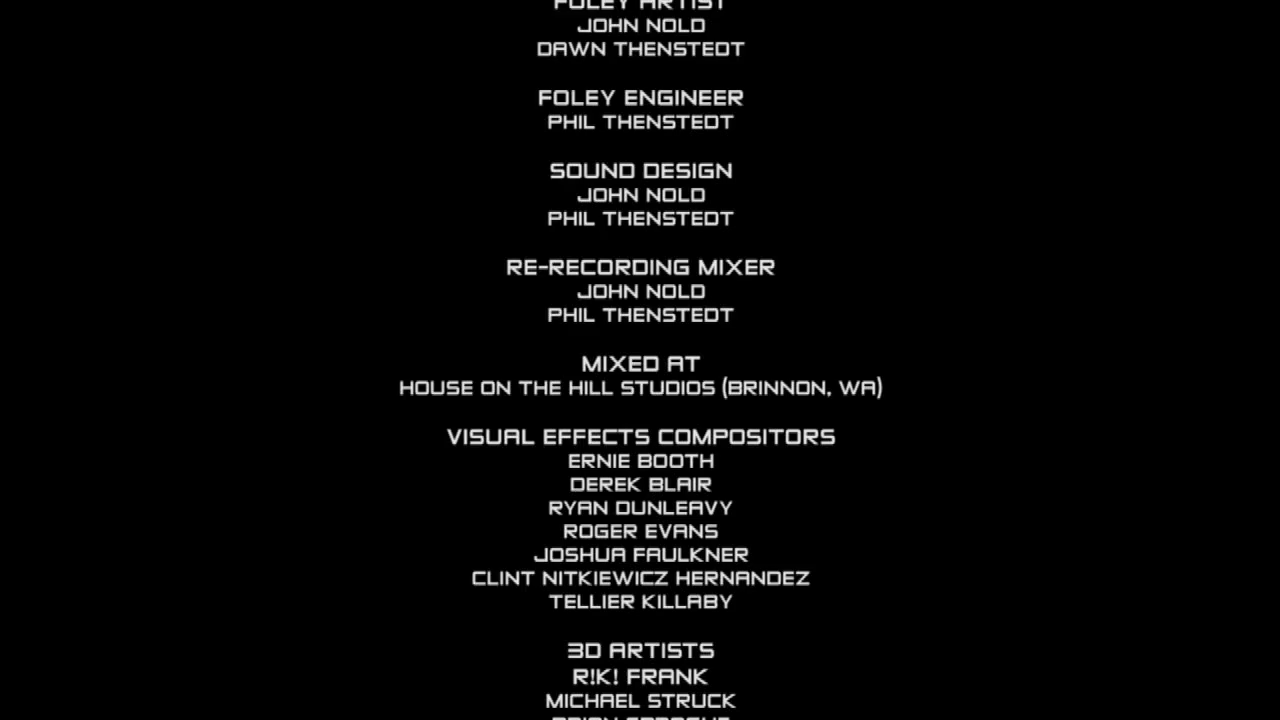 FOLEY ARTIST
JOHN NOLD
DAWN THENSTEDT
FOLEY ENGINEER
PHIL THENSTEDT
SOUND DESIGN
JOHN NOLD
PHIL THENSTEDT
RE-RECORDING MIXER
JOHN NOLD
PHIL THENSTEDT
MIXED AT
HOUSE ON THE HILL STUDIOS (BRINNON, WA)
VISUAL EFFECTS COMPOSITORS
ERNIE BOOTH
DEREK BLAIR
RYAN DUNLEAVY
ROGER EVANS
JOSHUA FAULKNER
CLINT NITKIEWICZ HERNANDEZ
TELLIER KILLABY
3D ARTISTS
R!K! FRANK
MICHAEL STRUCK